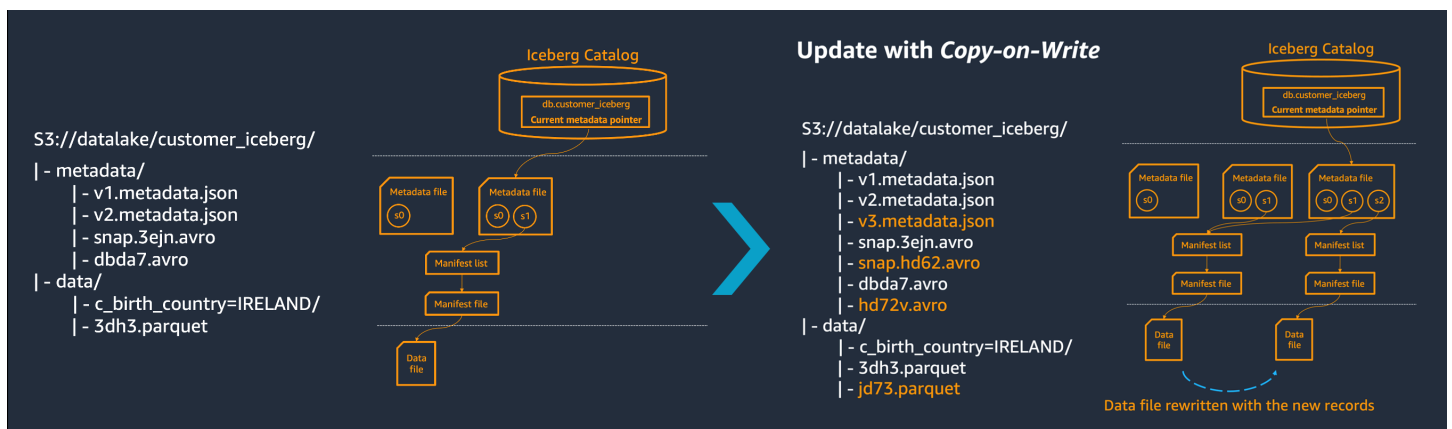 Iceberg Catalog
db.customer_iceberg
Current metadata pointer
S3://datalake/customer_iceberg/
| - metadata/
| - v1.metadata.json
| - v2.metadata.json
| - snap.3ejn.avro
| - dbda7.avro
| - data/
| - c_birth_country=IRELAND/
| - 3dh3.parquet
Metadata file
s0
Metadata file
s0
s1
Manifest list
Manifest file
Data
file
Update with Copy-on-Write
Iceberg Catalog
db.customer_iceberg
Current metadata pointer
S3://datalake/customer_iceberg/
| - metadata/
| - v1.metadata.json
| - v2.metadata.json
| - v3.metadata.json
| - snap.3ejn.avro
| - snap.hd62.avro
| - dbda7.avro
| - hd72v.avro
| - data/
| - c_birth_country=IRELAND/
| - 3dh3.parquet
| - jd73.parquet
Metadata file
s0
Metadata file
s0
s1
Metadata file
s0
s1
s2
Manifest list
Manifest list
Manifest file
Manifest file
Data
file
Data
file
Data file rewritten with the new records